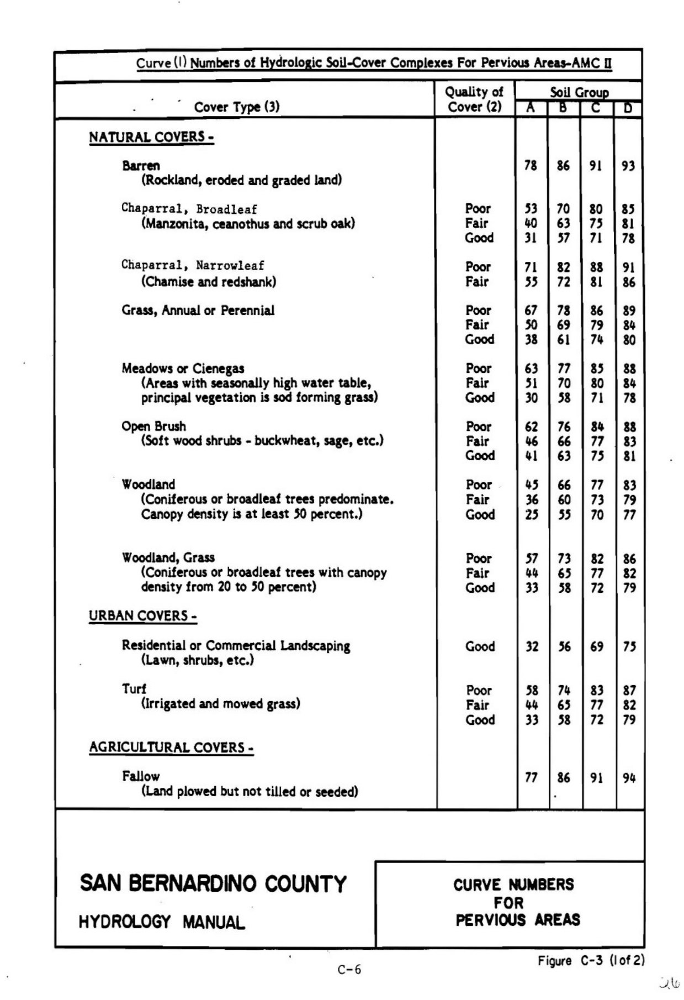 Curve (1) Numbers of Hydrologic Soil-Cover Complexes For Pervious Areas-AMC II
Cover Type (3) Quality of Cover (2) Soil Group
A B C D
NATURAL COVERS -
Barren 78 86 91 93
(Rockland, eroded and graded land)
Chaparral, Broadleaf Poor 53 70 80 85
(Manzonita, ceanothus and scrub oak) Fair 40 63 75 81
Good 31 57 71 78
Chaparral, Narrowleaf Poor 71 82 88 91
(Chamise and redshank) Fair 55 72 81 86
Grass, Annual or Perennial Poor 67 78 86 89
Fair 50 69 79 84
Good 38 61 74 80
Meadows or Cienegas Poor 63 77 85 88
(Areas with seasonally high water table, Fair 51 70 80 84
principal vegetation is sod forming grass) Good 30 58 71 78
Open Brush Poor 62 76 84 88
(Soft wood shrubs - buckwheat, sage, etc.) Fair 46 66 77 83
Good 41 63 75 81
Woodland Poor 45 66 77 83
(Coniferous or broadleaf trees predominate. Fair 36 60 73 79
Canopy density is at least 50 percent.) Good 25 55 70 77
Woodland, Grass Poor 57 73 82 86
(Coniferous or broadleaf trees with canopy Fair 44 65 77 82
density from 20 to 50 percent) Good 33 58 72 79
URBAN COVERS -
Residential or Commercial Landscaping Good 32 56 69 75
(Lawn, shrubs, etc.)
Turf Poor 58 74 83 87
(Irrigated and mowed grass) Fair 44 65 77 82
Good 33 58 72 79
AGRICULTURAL COVERS -
Fallow 77 86 91 94
(Land plowed but not tilled or seeded)
SAN BERNARDINO COUNTY
HYDROLOGY MANUAL
CURVE NUMBERS
FOR
PERVIOUS AREAS
Figure C-3 (1 of 2)
C-6
26